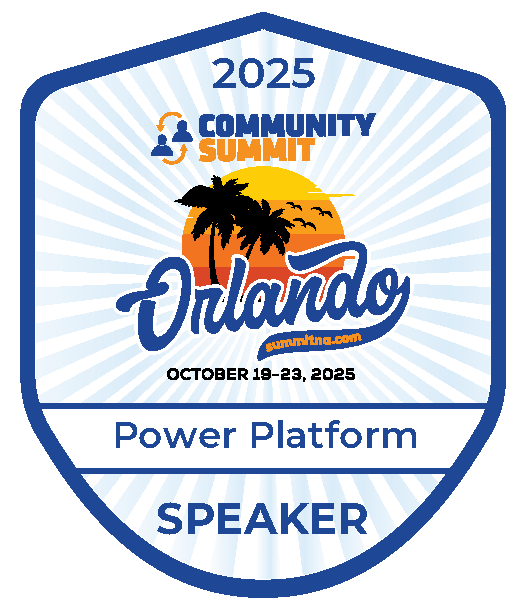 2025
COMMUNITY
SUMMIT
Orlando
summitna.com
OCTOBER 19-23, 2025
Power Platform
SPEAKER